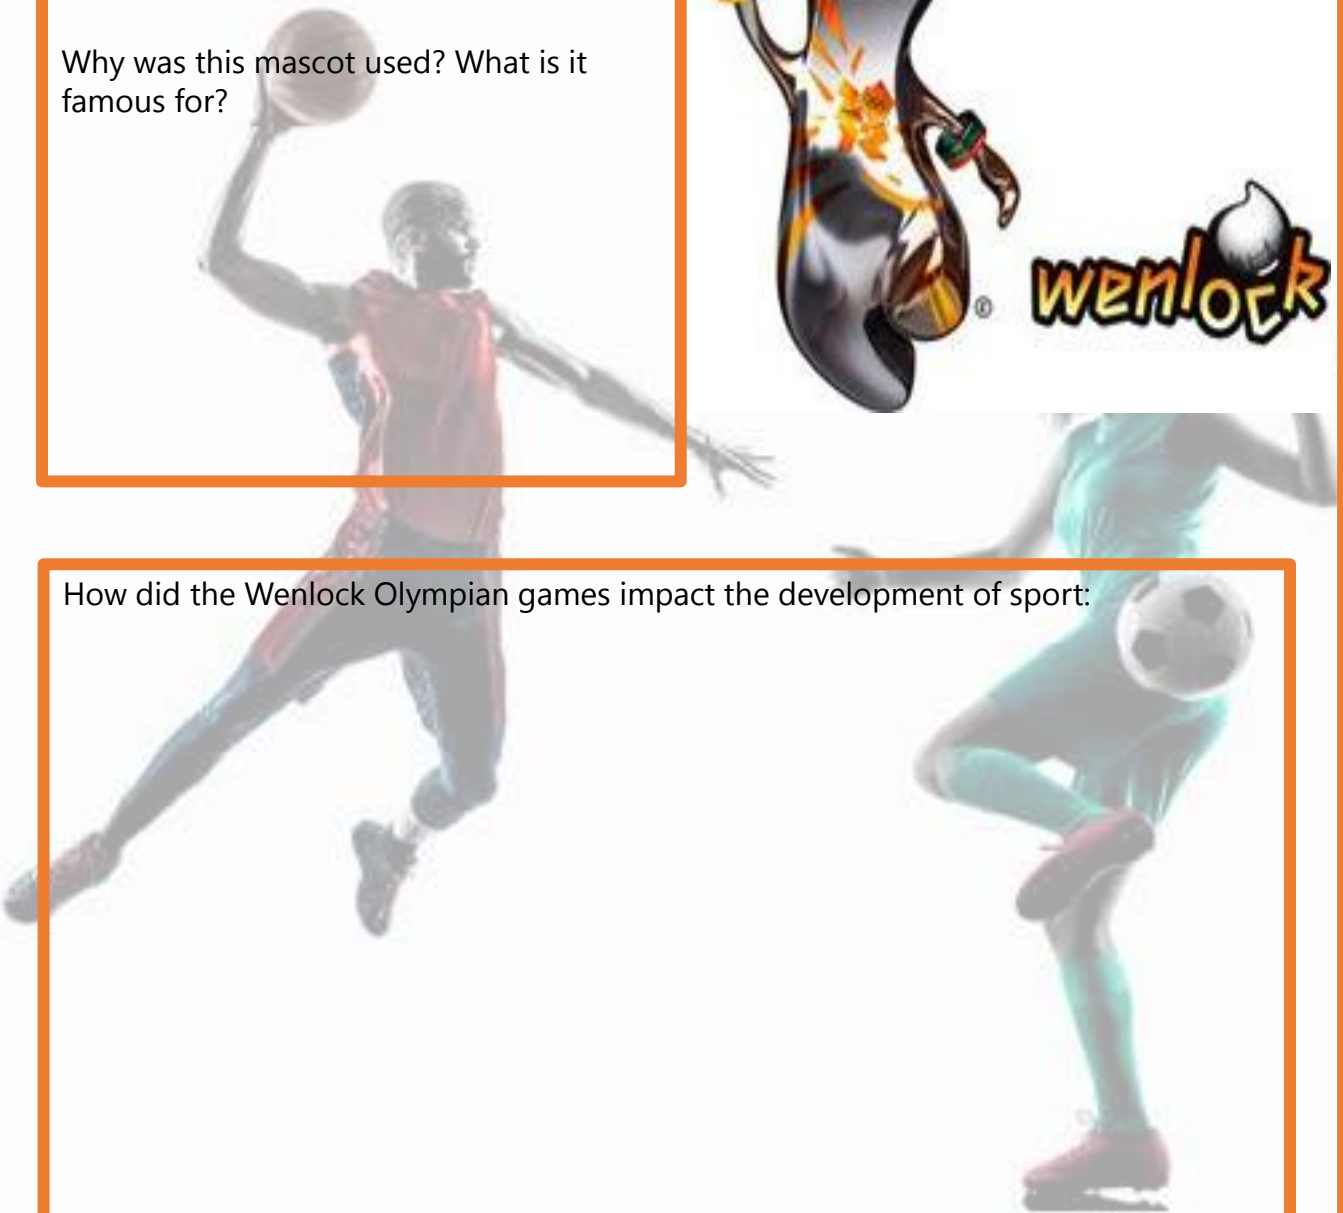 Why was this mascot used? What is it
famous for?
®
wenlock
How did the Wenlock Olympian games impact the development of sport: